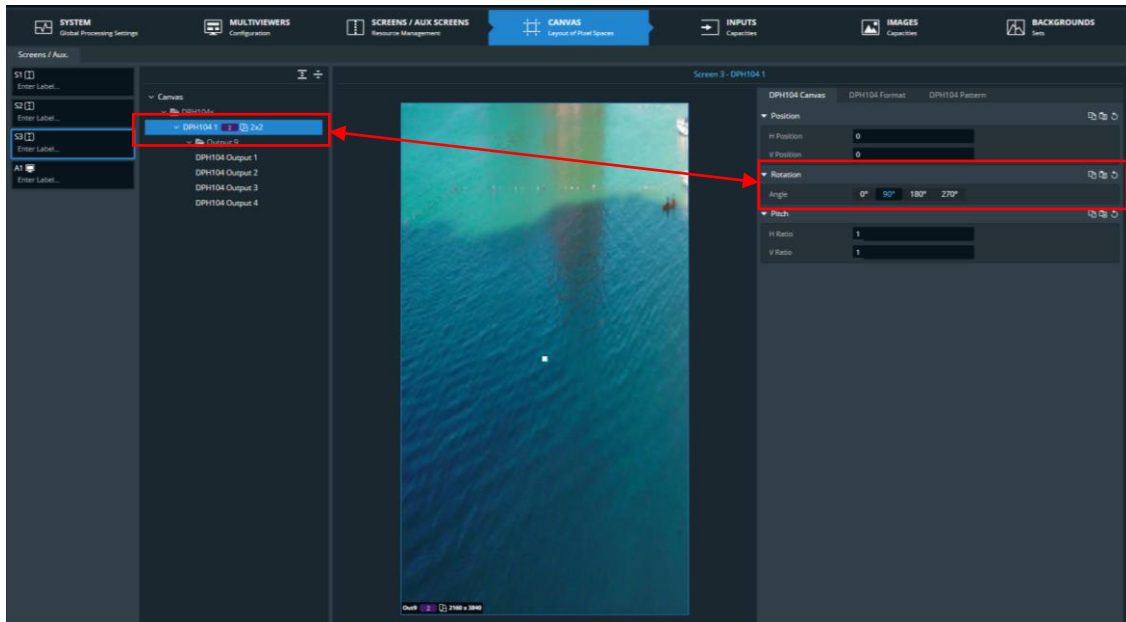 SYSTEM
Global Processing Settings
MULTIVIEWERS
Configuration
SCREENS / AUX SCREENS
Resource Management
CANVAS
Layout of Pixel Spaces
INPUTS
Capacities
IMAGES
Capacities
BACKGROUNDS
Sets
Screens / Aux.
S1
Enter Label...
S2
Enter Label...
S3
Enter Label...
A1
Enter Label...
Canvas
DPH104s
DPH104 1 2 2x2
Output 9
DPH104 Output 1
DPH104 Output 2
DPH104 Output 3
DPH104 Output 4
Screen 3 - DPH104 1
Out9 2 2160 x 3840
DPH104 Canvas DPH104 Format DPH104 Pattern
Position
H Position 0
V Position 0
Rotation
Angle 0° 90° 180° 270°
Pitch
H Ratio 1
V Ratio 1